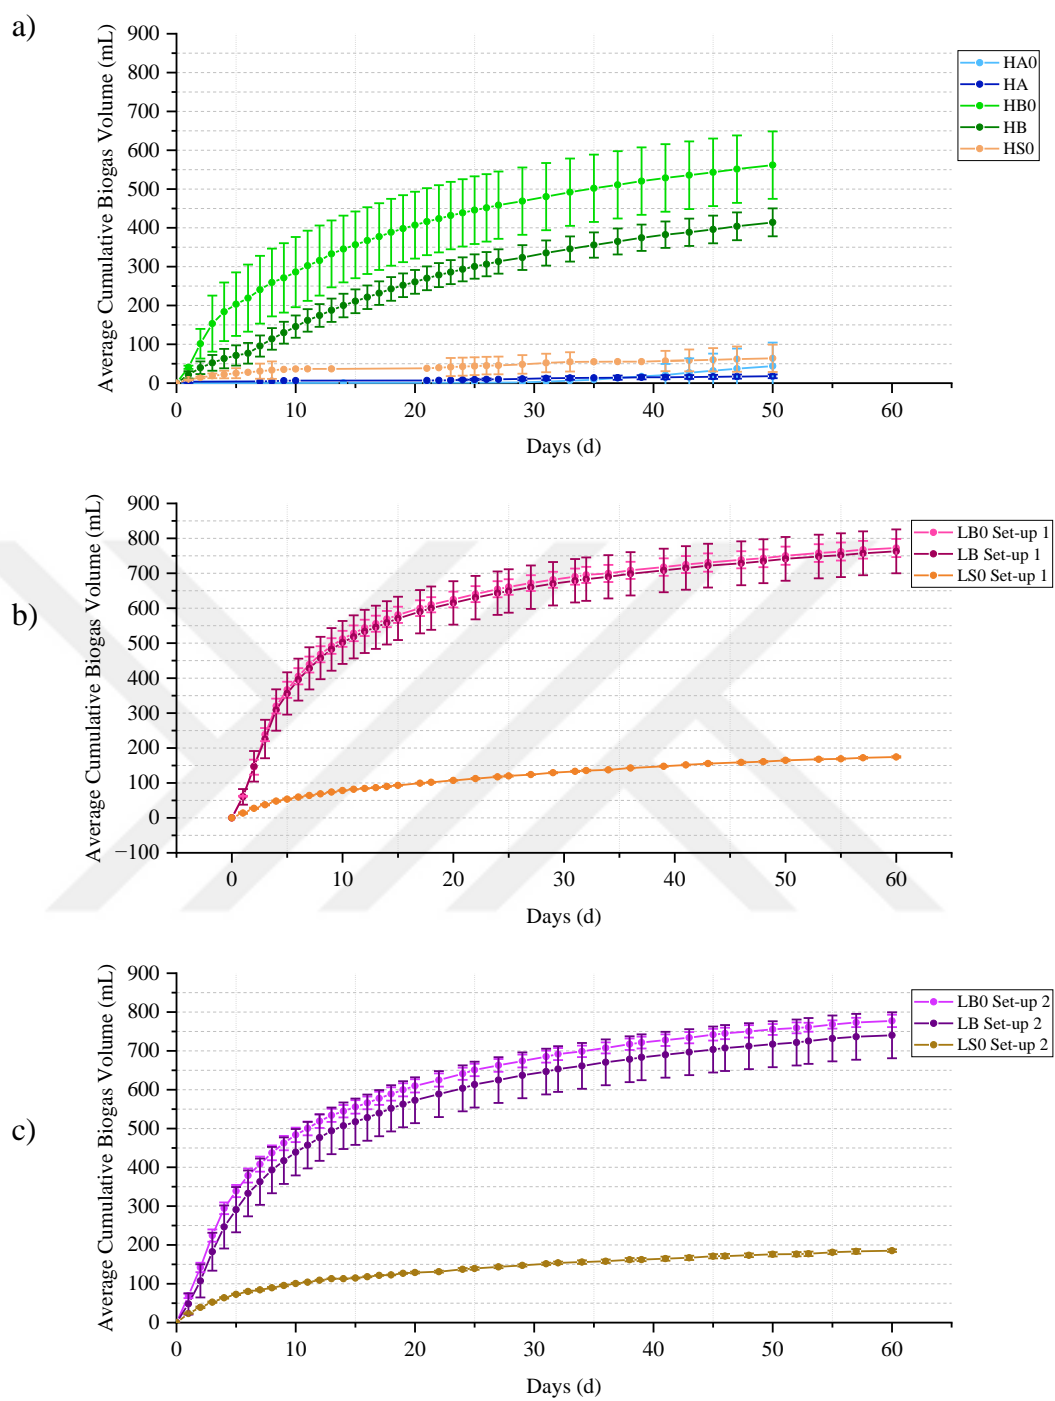 a)
Average Cumulative Biogas Volume (mL)
900
800
700
600
500
400
300
200
100
0
0 10 20 30 40 50 60
Days (d)
HA0
HA
HB0
HB
HS0
b)
Average Cumulative Biogas Volume (mL)
900
800
700
600
500
400
300
200
100
0
−100
0 10 20 30 40 50 60
Days (d)
LB0 Set-up 1
LB Set-up 1
LS0 Set-up 1
c)
Average Cumulative Biogas Volume (mL)
900
800
700
600
500
400
300
200
100
0
0 10 20 30 40 50 60
Days (d)
LB0 Set-up 2
LB Set-up 2
LS0 Set-up 2